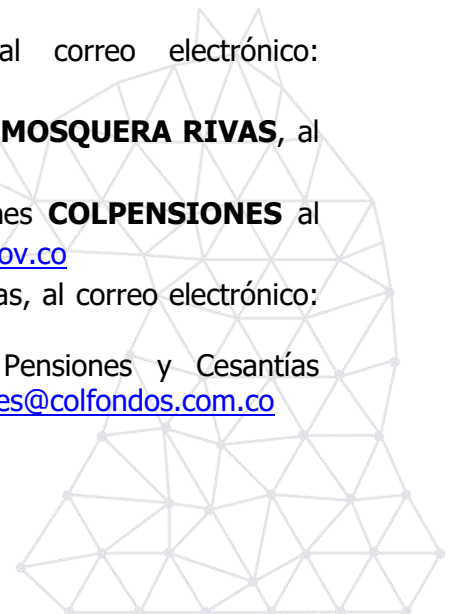 al correo electrónico:
MOSQUERA RIVAS, al
nes COLPENSIONES al
ov.co
as, al correo electrónico:
Pensiones y Cesantías
es@colfondos.com.co